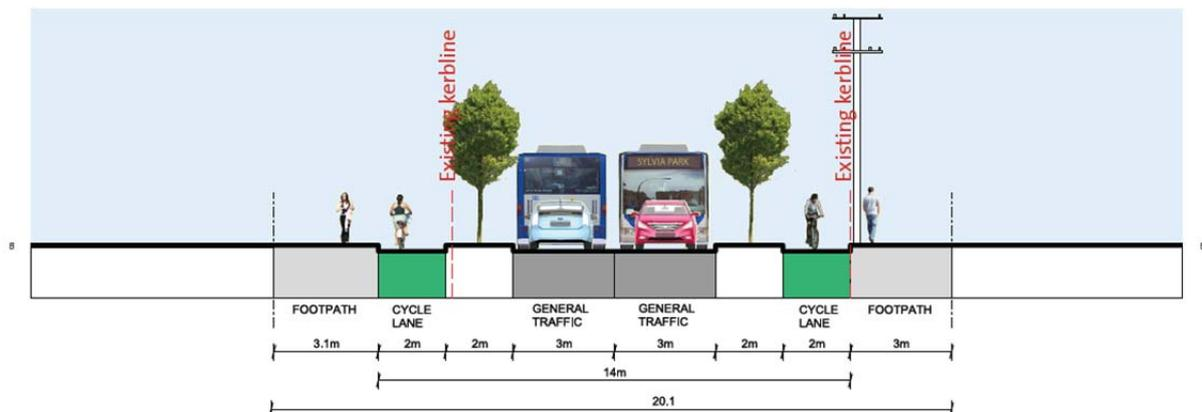 Existing kerbline
Existing kerbline
SYLVIA PARK
FOOTPATH
CYCLE
LANE
GENERAL
TRAFFIC
GENERAL
TRAFFIC
CYCLE
LANE
FOOTPATH
3.1m
2m
2m
3m
3m
2m
2m
3m
14m
20.1